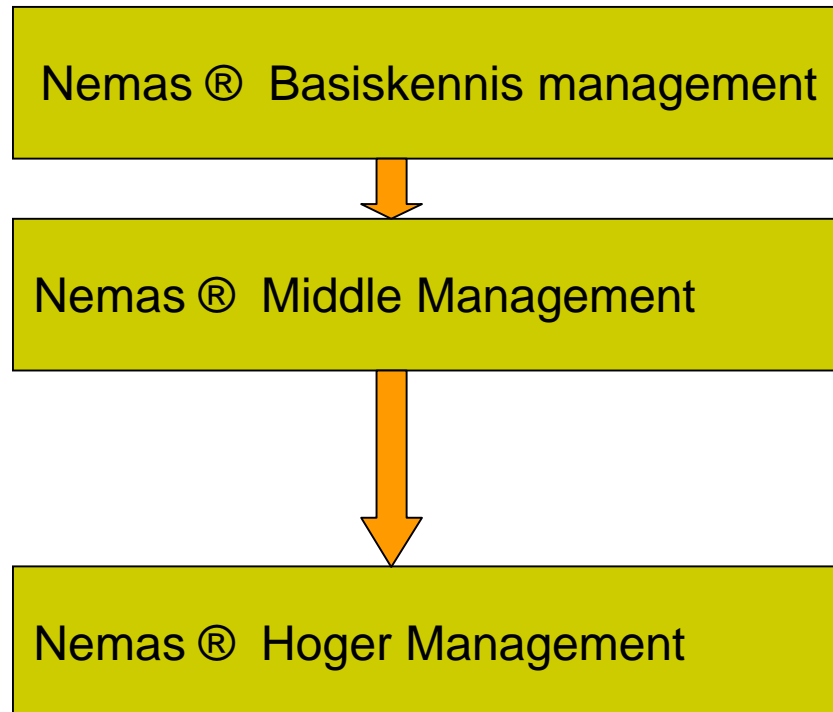 Nemas ® Basiskennis management
Nemas ® Middle Management
Nemas ® Hoger Management